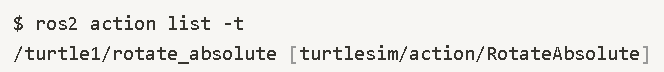 $ ros2 action list -t
/turtle1/rotate_absolute [turtlesim/action/RotateAbsolute]